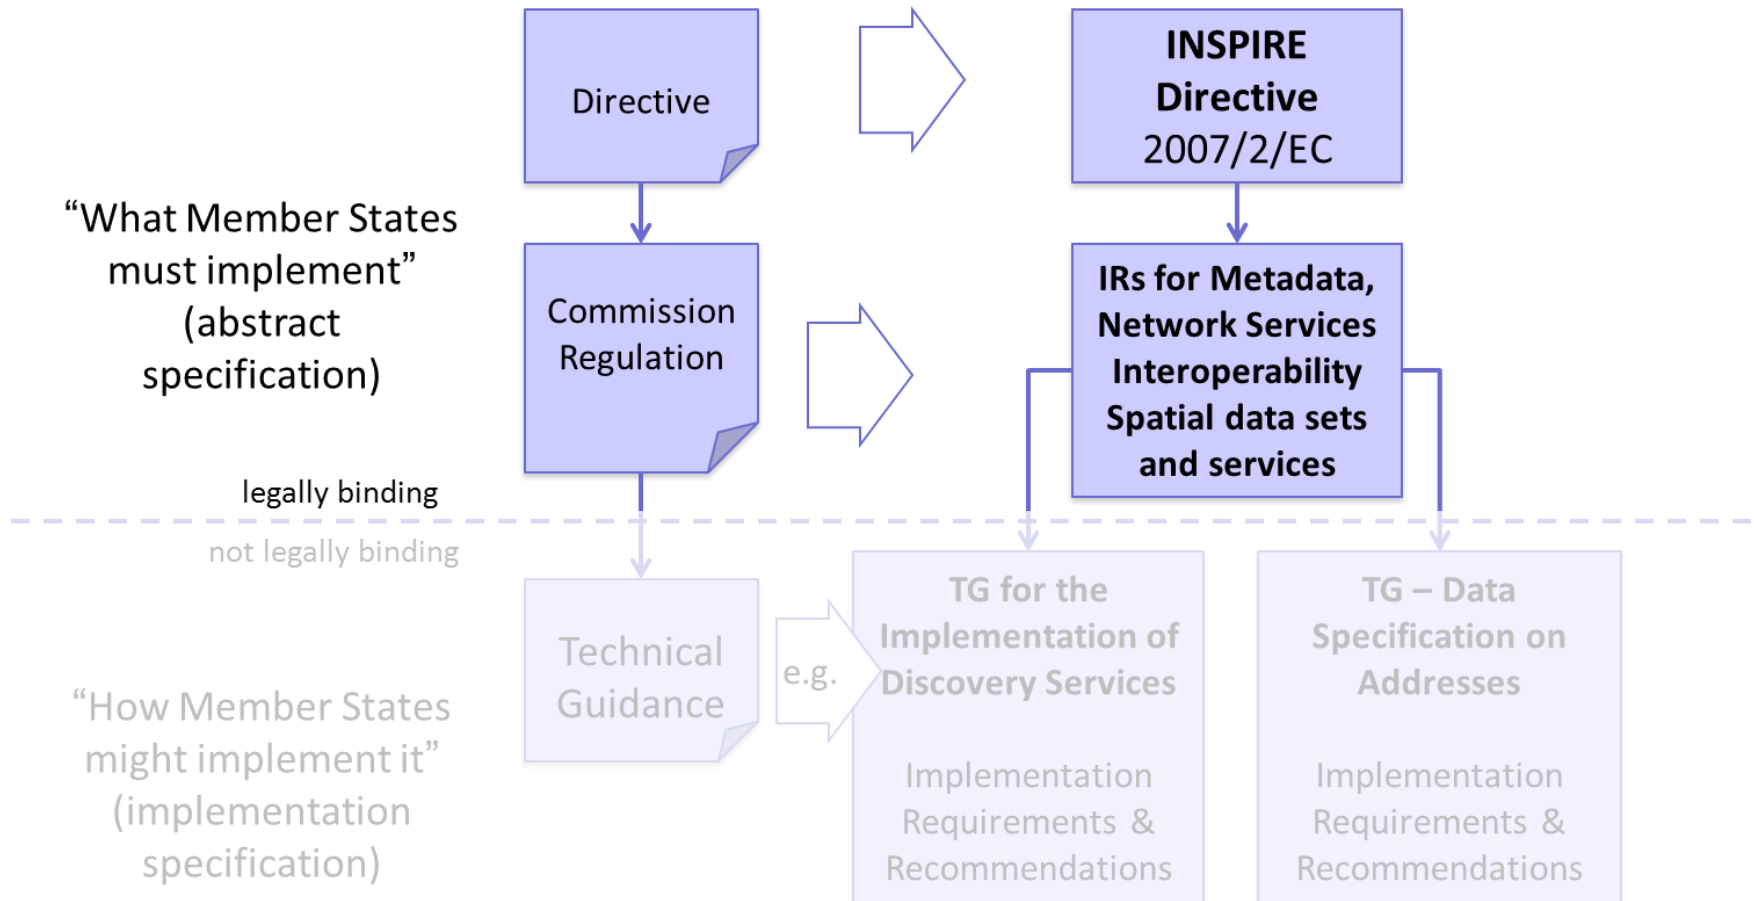 Directive
INSPIRE
Directive
2007/2/EC
“What Member States
must implement”
(abstract
specification)
Commission
Regulation
IRs for Metadata,
Network Services
Interoperability
Spatial data sets
and services
legally binding
not legally binding
“How Member States
might implement it”
(implementation
specification)
Technical
Guidance
e.g.
TG for the
Implementation of
Discovery Services
Implementation
Requirements &
Recommendations
TG – Data
Specification on
Addresses
Implementation
Requirements &
Recommendations